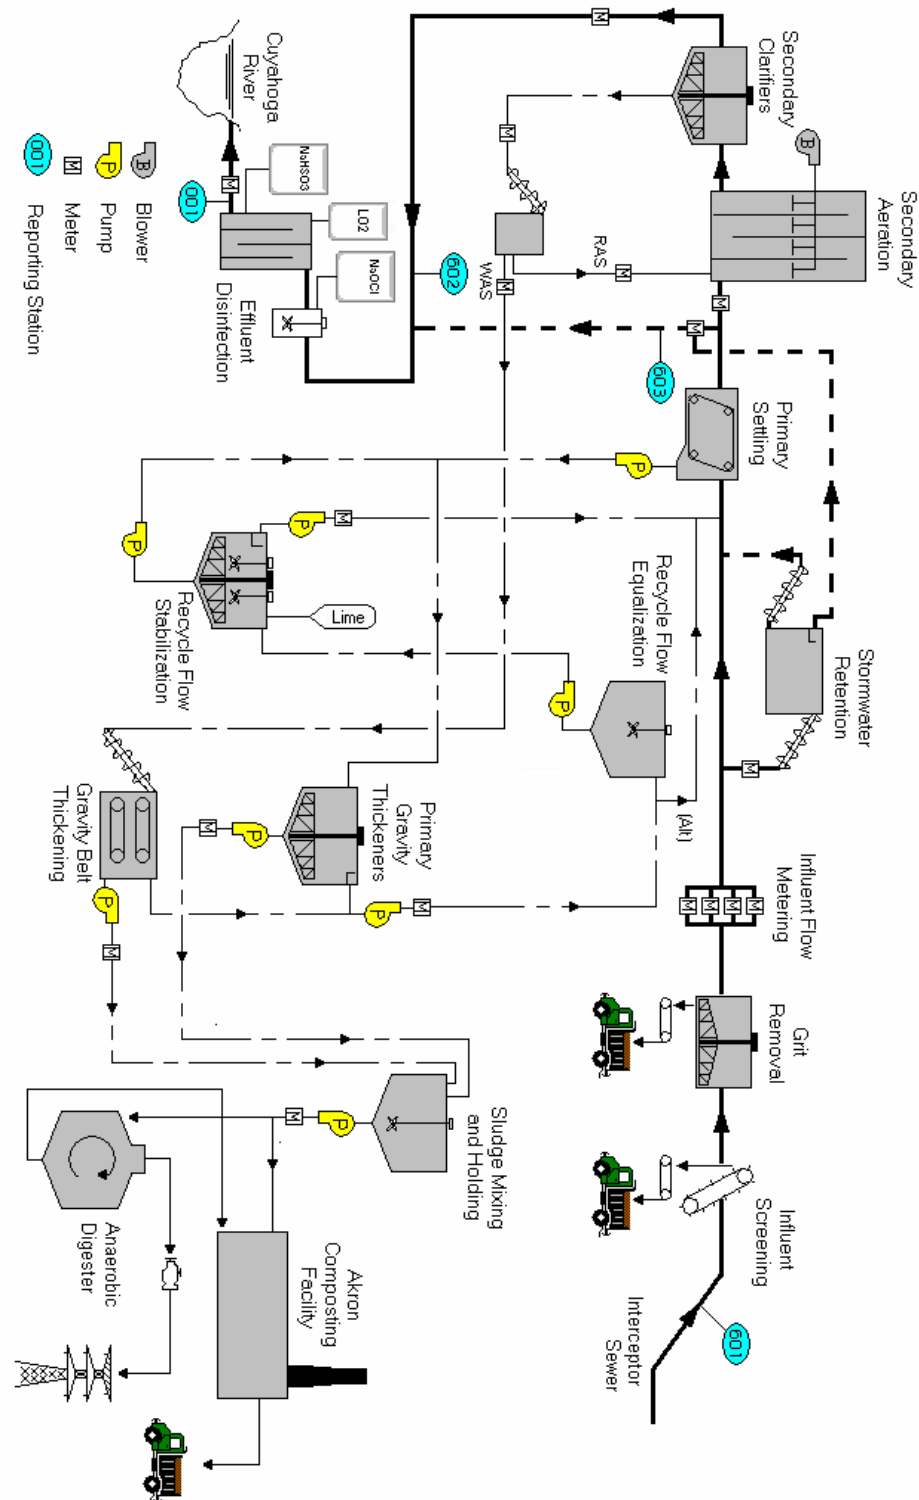 Interceptor
Sewer
601
Influent
Screening
Grit
Removal
Influent Flow
Metering
M
M
M
M
M
Stormwater
Retention
(Alt)
Recycle Flow
Equalization
P
Primary
Settling
P
603
M
M
Secondary
Aeration
B
Secondary
Clarifiers
M
M
RAS
M
WAS
M
602
NaOCl
LO2
NaHSO3
Effluent
Disinfection
001
M
Cuyahoga
River
B
Blower
P
Pump
M
Meter
001
Reporting Station
P
M
P
Lime
Recycle Flow
Stabilization
Primary
Gravity
Thickeners
P
M
P
M
Gravity Belt
Thickening
P
M
Sludge Mixing
and Holding
P
M
Anaerobic
Digester
Akron
Composting
Facility